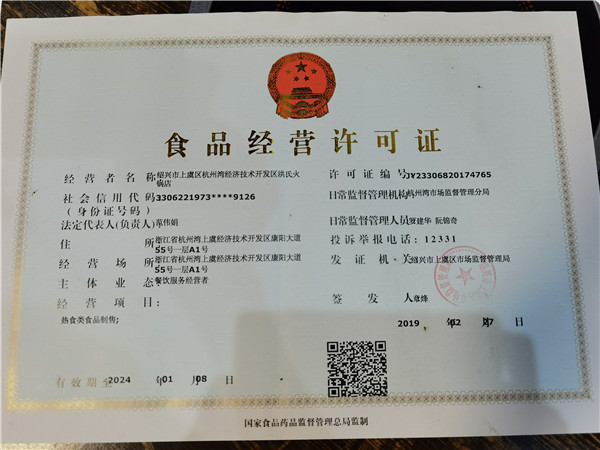 食品经营许可证
经营者名称 绍兴市上虞区杭州湾经济技术开发区洪氏火
锅店
许可证编号 JY23306820174765
社会信用代码 3306221973****9126
(身份证号码)
日常监督管理机构 杭州湾市场监督管理分局
法定代表人(负责人) 范伟娟
日常监督管理人员 夏建华 阮锦奇
住所 浙江省杭州湾上虞经济技术开发区康阳大道
55号一层A1号
投诉举报电话:12331
经营场所 浙江省杭州湾上虞经济技术开发区康阳大道
55号一层A1号
发证机关 绍兴市上虞区市场监督管理局
主体业态 餐饮服务经营者
经营项目:
热食类食品制售;
签发人 章烽
2019 年 02 月 27 日
有效期至 2024 年 01 月 08 日
国家食品药品监督管理总局监制